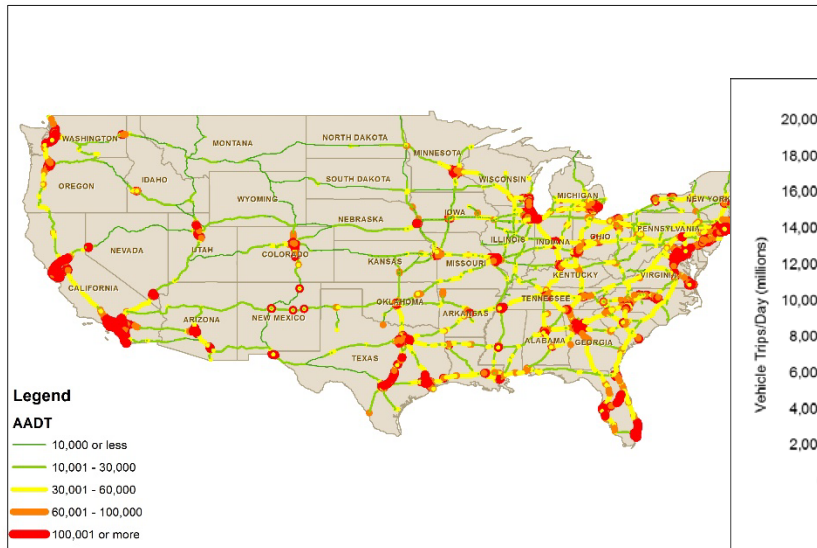 WASHINGTON
MONTANA
NORTH DAKOTA
MINNESOTA
OREGON
IDAHO
SOUTH DAKOTA
WISCONSIN
MICHIGAN
NEW YORK
WYOMING
NEBRASKA
IOWA
PENNSYLVANIA
NEVADA
UTAH
COLORADO
ILLINOIS
INDIANA
OHIO
CALIFORNIA
KANSAS
MISSOURI
KENTUCKY
VIRGINIA
ARIZONA
NEW MEXICO
OKLAHOMA
ARKANSAS
TENNESSEE
TEXAS
ALABAMA
GEORGIA
Legend
AADT
10,000 or less
10,001 - 30,000
30,001 - 60,000
60,001 - 100,000
100,001 or more
Vehicle Trips/Day (millions)
20,00
18,00
16,00
14,00
12,00
10,00
8,00
6,00
4,00
2,00